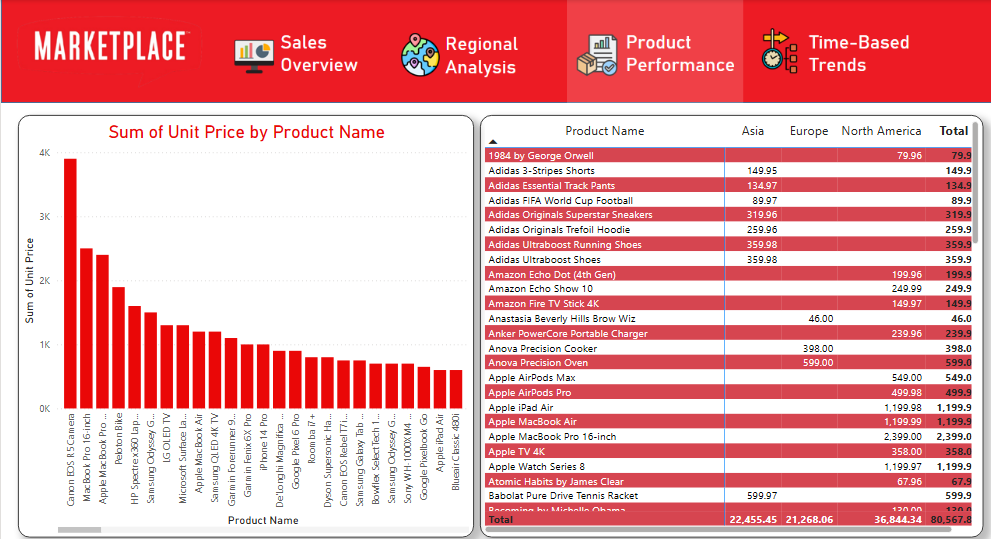 MARKETPLACE
Sales
Overview
Regional
Analysis
Product
Performance
Time-Based
Trends
Sum of Unit Price by Product Name
4K
3K
2K
1K
0K
Sum of Unit Price
Canon EOS R5 Camera
MacBook Pro 16-inch
Apple MacBook Pro ...
Peloton Bike
HP Spectre x360 Lap...
Samsung Odyssey G...
LG OLED TV
Microsoft Surface La...
Apple MacBook Air
Samsung QLED 4K TV
Garmin Forerunner 9...
Garmin Fenix 6X Pro
iPhone 14 Pro
De'Longhi Magnifica ...
Google Pixel 6 Pro
Roomba i7+
Dyson Supersonic Ha...
Canon EOS Rebel T7i...
Samsung Galaxy Tab ...
Bowflex SelectTech 1...
Samsung Odyssey G...
Sony WH-1000XM4 ...
Google Pixelbook Go
Apple iPad Air
Blueair Classic 480i
Product Name
Product Name Asia Europe North America Total
1984 by George Orwell 79.96 79.9
Adidas 3-Stripes Shorts 149.95 149.9
Adidas Essential Track Pants 134.97 134.9
Adidas FIFA World Cup Football 89.97 89.9
Adidas Originals Superstar Sneakers 319.96 319.9
Adidas Originals Trefoil Hoodie 259.96 259.9
Adidas Ultraboost Running Shoes 359.98 359.9
Adidas Ultraboost Shoes 359.98 359.9
Amazon Echo Dot (4th Gen) 199.96 199.9
Amazon Echo Show 10 249.99 249.9
Amazon Fire TV Stick 4K 149.97 149.9
Anastasia Beverly Hills Brow Wiz 46.00 46.0
Anker PowerCore Portable Charger 239.96 239.9
Anova Precision Cooker 398.00 398.0
Anova Precision Oven 599.00 599.0
Apple AirPods Max 549.00 549.0
Apple AirPods Pro 499.98 499.9
Apple iPad Air 1,199.98 1,199.9
Apple MacBook Air 1,199.99 1,199.9
Apple MacBook Pro 16-inch 2,399.00 2,399.0
Apple TV 4K 358.00 358.0
Apple Watch Series 8 1,199.97 1,199.9
Atomic Habits by James Clear 67.96 67.9
Babolat Pure Drive Tennis Racket 599.97 599.9
Becoming by Michelle Obama 130.00 130.0
Total 22,455.45 21,268.06 36,844.34 80,567.8